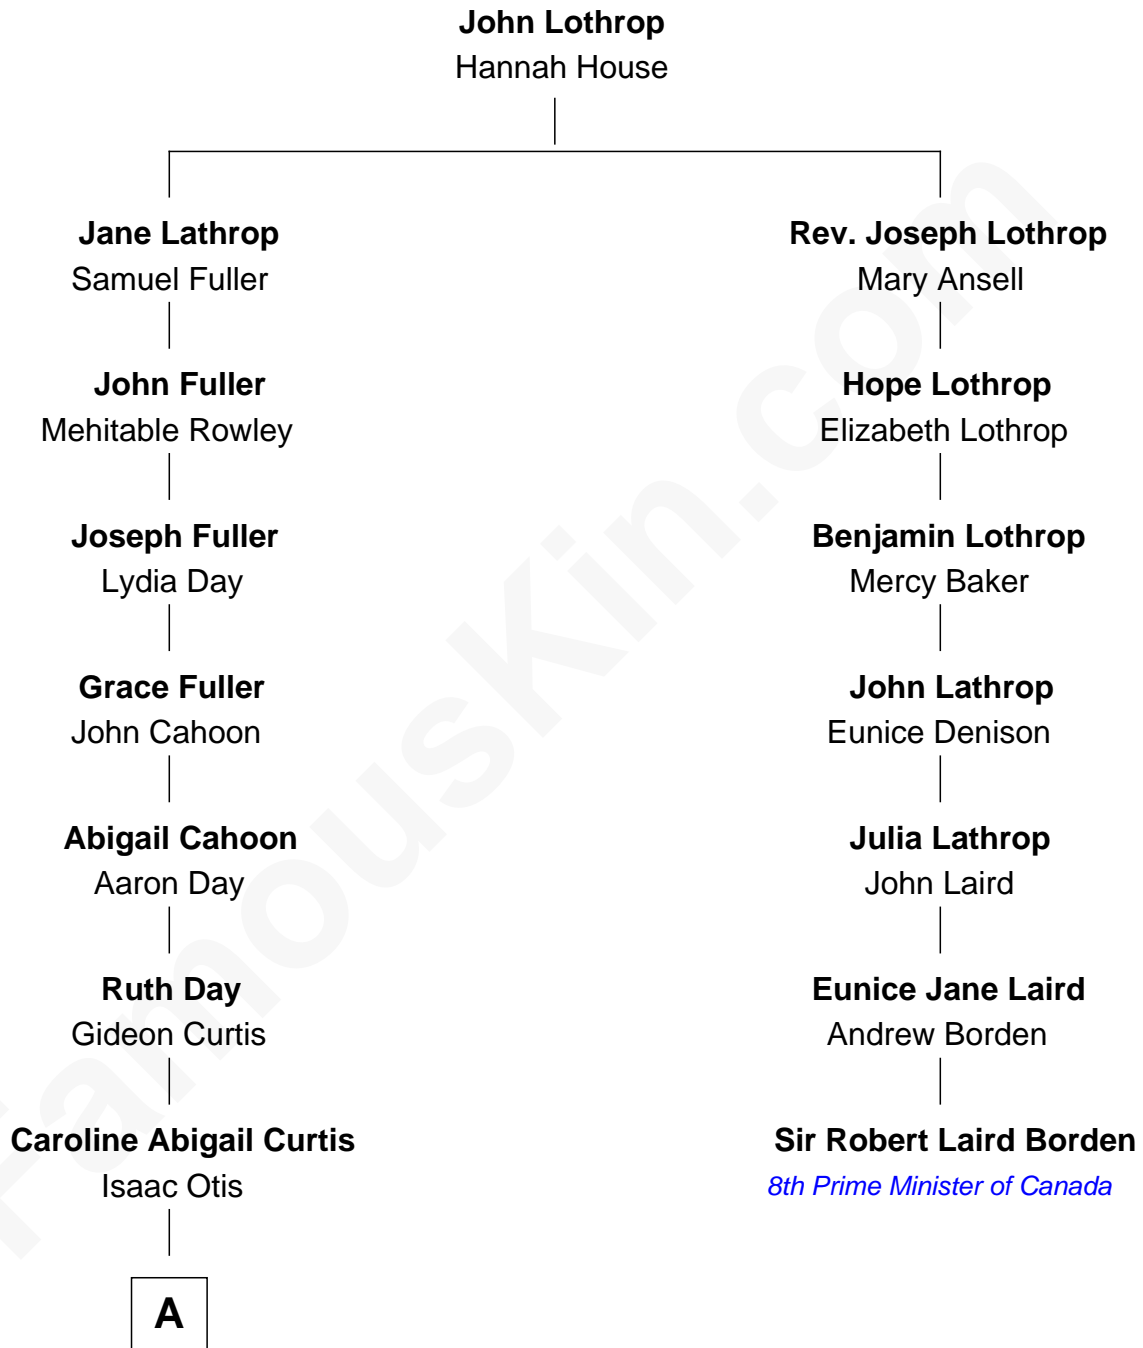 John Lothrop
Hannah House
Jane Lathrop
Samuel Fuller
Rev. Joseph Lothrop
Mary Ansell
John Fuller
Mehitable Rowley
Hope Lothrop
Elizabeth Lothrop
Joseph Fuller
Lydia Day
Benjamin Lothrop
Mercy Baker
Grace Fuller
John Cahoon
John Lathrop
Eunice Denison
Abigail Cahoon
Aaron Day
Julia Lathrop
John Laird
Ruth Day
Gideon Curtis
Eunice Jane Laird
Andrew Borden
Caroline Abigail Curtis
Isaac Otis
Sir Robert Laird Borden
8th Prime Minister of Canada
A
FamousKin.com